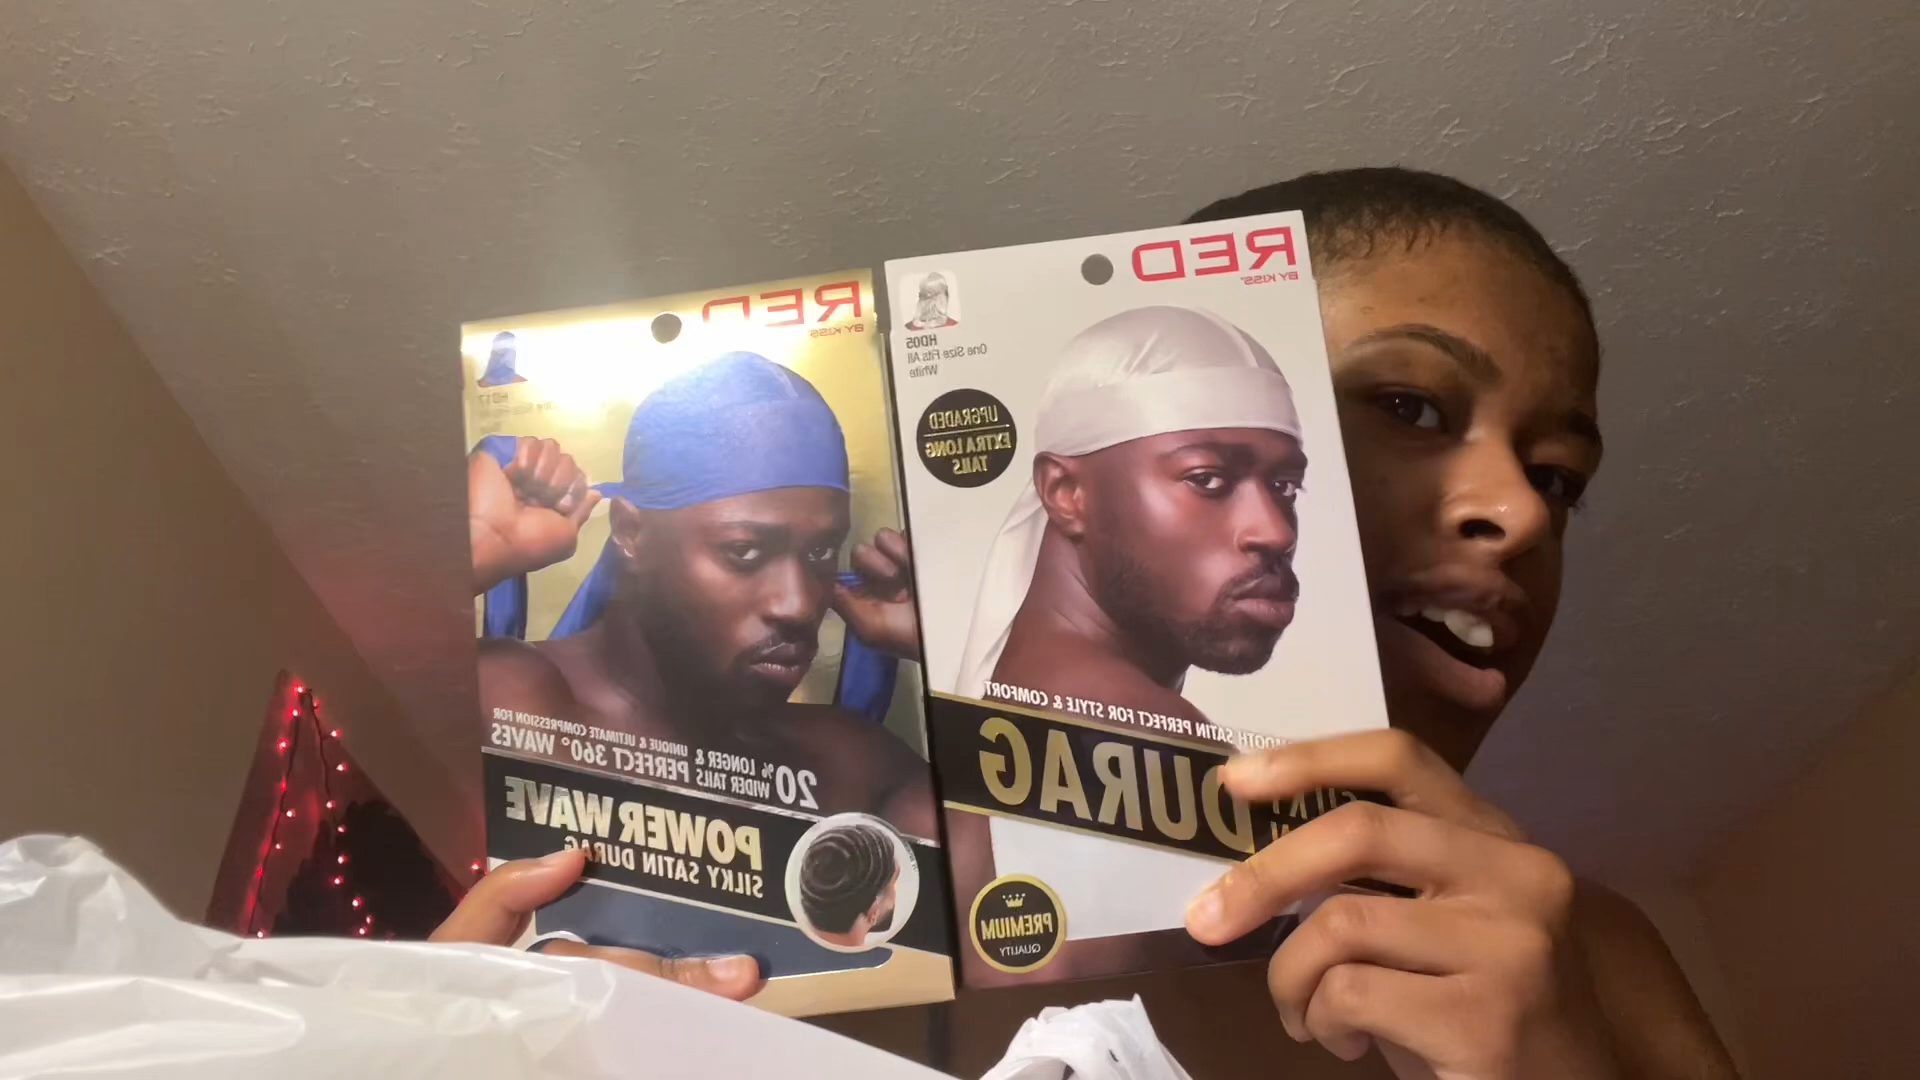 RED
BY KISS
HD17
20% LONGER &
WIDER TAILS
UNIQUE & ULTIMATE COMPRESSION FOR
PERFECT 360° WAVES
POWER WAVE
SILKY SATIN DURAG
RED
BY KISS
HD05
One Size Fits All
White
UPGRADED
EXTRA LONG
TAILS
SATIN PERFECT FOR STYLE & COMFORT
DURAG
PREMIUM
QUALITY